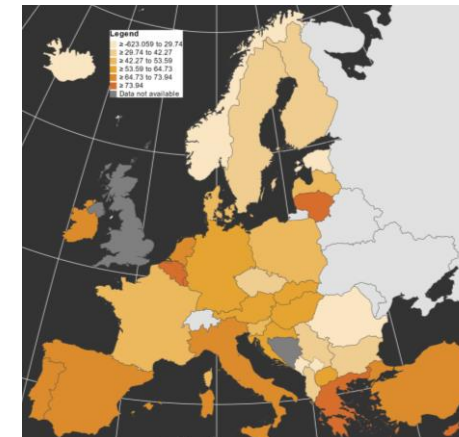 Legend
≥ -623.059 to 29.74
≥ 29.74 to 42.27
≥ 42.27 to 53.59
≥ 53.59 to 64.73
≥ 64.73 to 73.94
≥ 73.94
Data not available